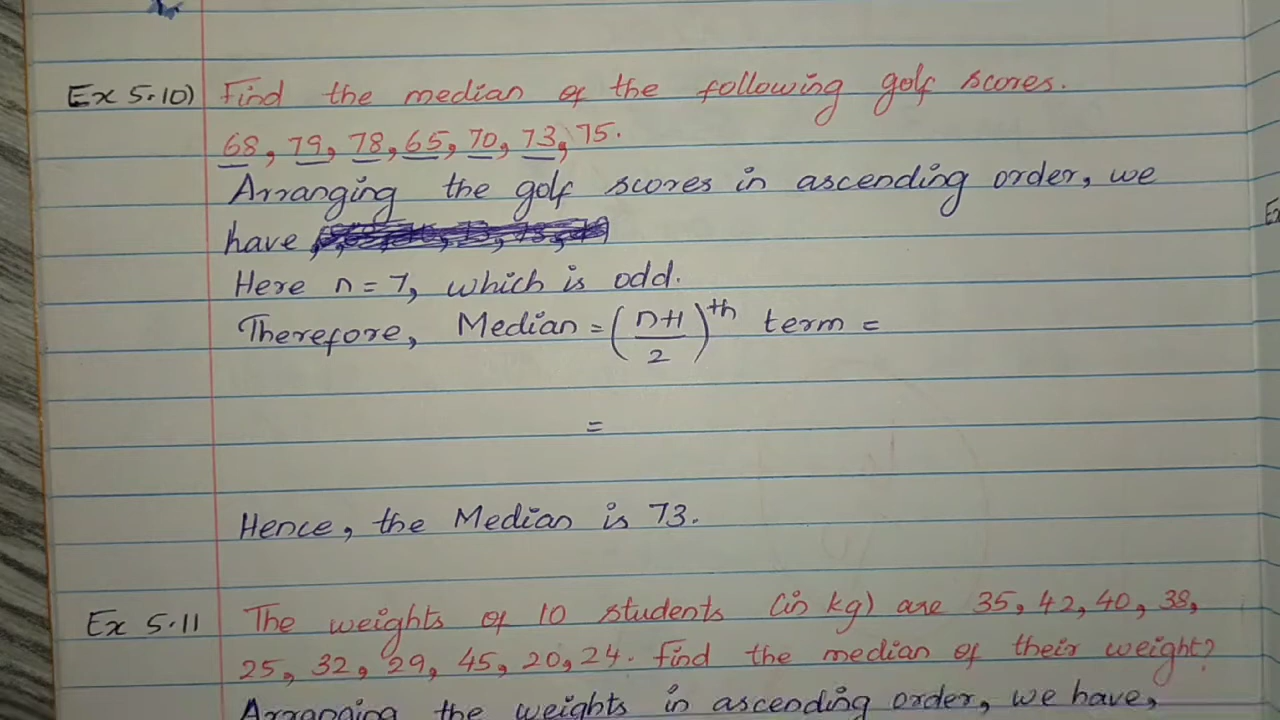 Ex 5.10) Find the median of the following golf scores.
68, 79, 78, 65, 70, 73, 75.
Arranging the golf scores in ascending order, we
have
Here n = 7, which is odd.
Therefore, Median = (n+1/2)th term =
=
Hence, the Median is 73.
Ex 5.11 The weights of 10 students (in kg) are 35, 42, 40, 38,
25, 32, 29, 45, 20, 24. Find the median of their weight?
Arranging the weights in ascending order, we have,